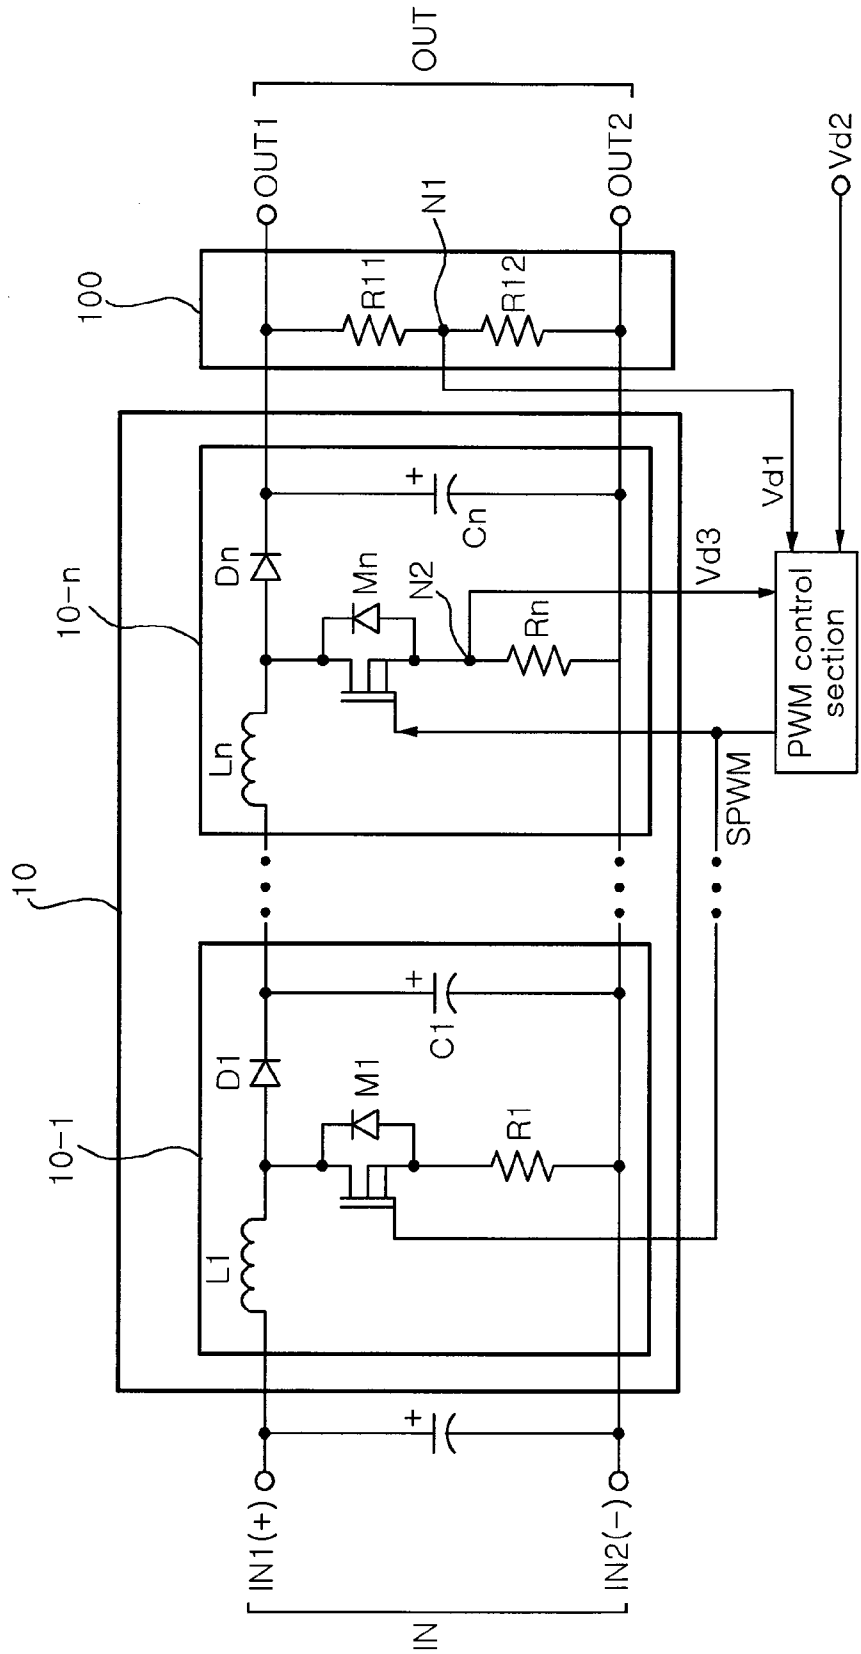 10
10-1
10-n
100
L1
D1
Ln
Dn
OUT1
IN1(+)
M1
C1
+
R1
Mn
N2
Cn
+
Rn
R11
N1
R12
+
IN
OUT
IN2(-)
OUT2
SPWM
Vd3
Vd1
PWM control
section
Vd2